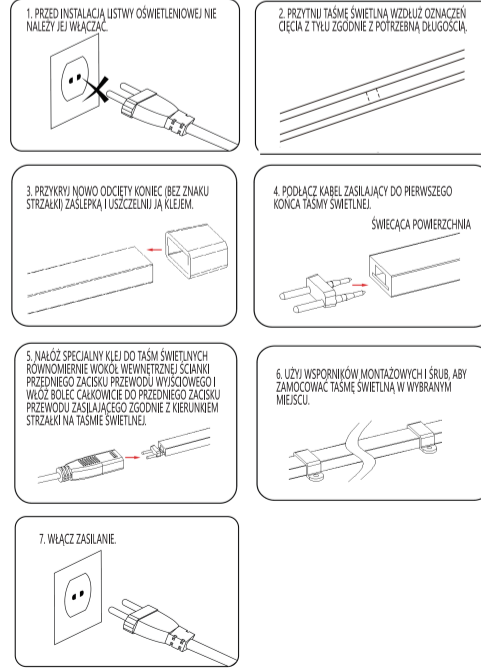 1. PRZED INSTALACJĄ LISTWY OŚWIETLENIOWEJ NIE
NALEŻY JEJ WŁĄCZAĆ.
2. PRZYTNIJ TAŚMĘ ŚWIETLNĄ WZDŁUŻ OZNACZEŃ
CIĘCIA Z TYŁU ZGODNIE Z POTRZEBNĄ DŁUGOŚCIĄ.
3. PRZYKRYJ NOWO ODCIĘTY KONIEC (BEZ ZNAKU
STRZAŁKI) ZAŚLEPKĄ I USZCZELNIJ JĄ KLEJEM.
4. PODŁĄCZ KABEL ZASILAJĄCY DO PIERWSZEGO
KOŃCA TAŚMY ŚWIETLNEJ.
ŚWIECĄCA POWIERZCHNIA
5. NAŁÓŻ SPECJALNY KLEJ DO TAŚM ŚWIETLNYCH
RÓWNOMIERNIE WOKÓŁ WEWNĘTRZNEJ ŚCIANKI
PRZEDNIEGO ZACISKU PRZEWODU WYJŚCIOWEGO I
WŁÓŻ BOLEC CAŁKOWICIE DO PRZEDNIEGO ZACISKU
PRZEWODU ZASILAJĄCEGO ZGODNIE Z KIERUNKIEM
STRZAŁKI NA TAŚMIE ŚWIETLNEJ.
6. UŻYJ WSPORNIKÓW MONTAŻOWYCH I ŚRUB, ABY
ZAMOCOWAĆ TAŚMĘ ŚWIETLNĄ W WYBRANYM
MIEJSCU.
7. WŁĄCZ ZASILANIE.